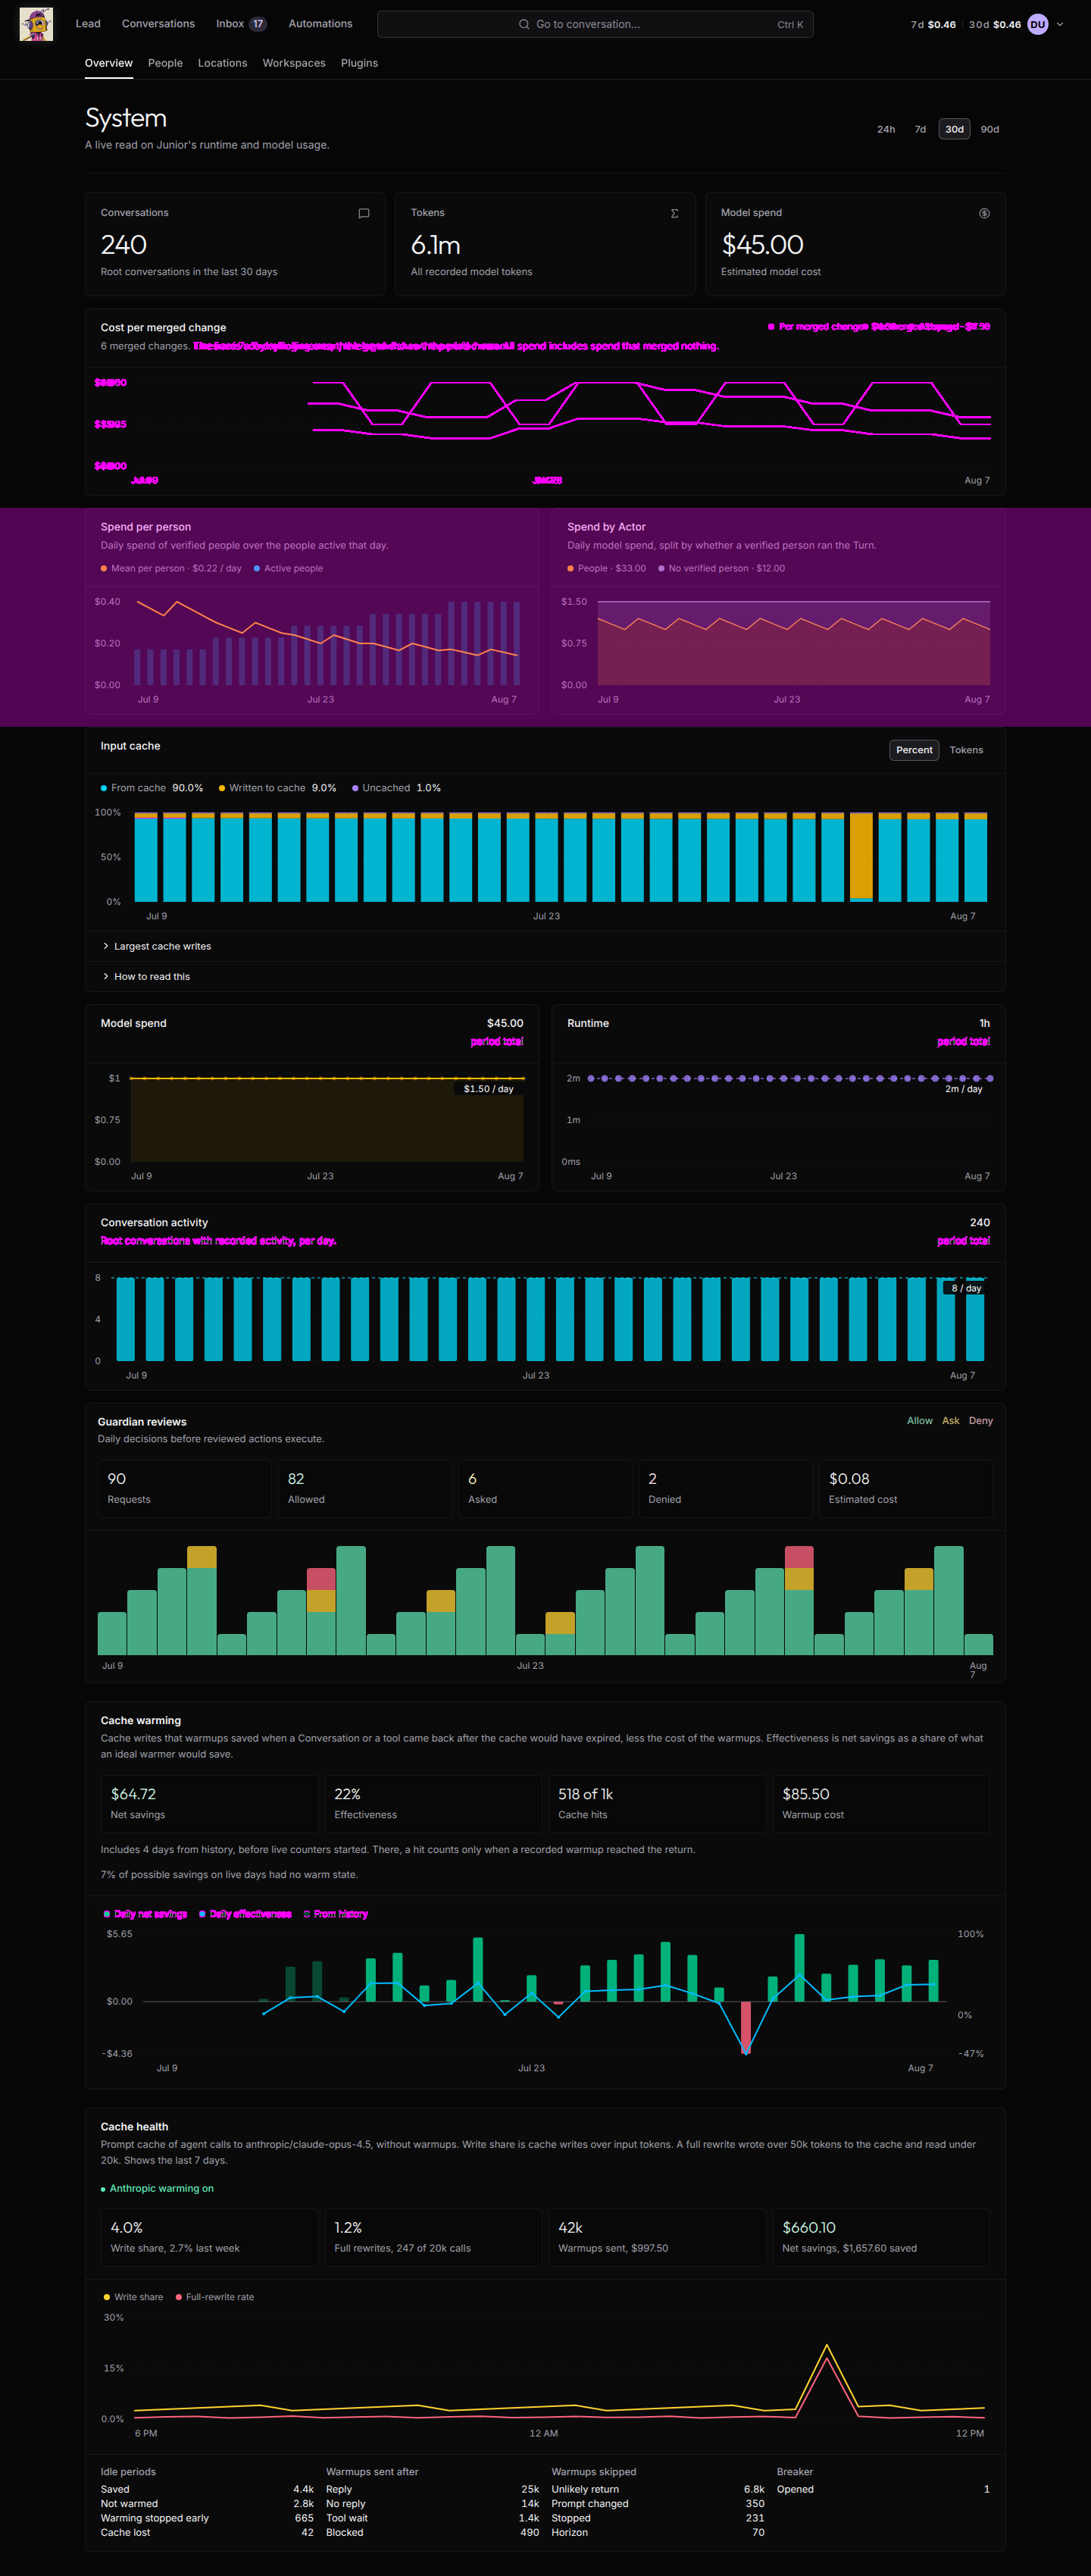 Lead Conversations Inbox 17 Automations Go to conversation... Ctrl K 7d $0.46 30d $0.46 DU
Overview People Locations Workspaces Plugins
System
A live read on Junior's runtime and model usage.
24h 7d 30d 90d
Conversations
240
Root conversations in the last 30 days
Tokens
6.1m
All recorded model tokens
Model spend
$45.00
Estimated model cost
Cost per merged change
6 merged changes.
spend includes spend that merged nothing.
Aug 7
Spend per person
Daily spend of verified people over the people active that day.
Mean per person · $0.22 / day Active people
$0.40
$0.20
$0.00
Jul 9 Jul 23 Aug 7
Spend by Actor
Daily model spend, split by whether a verified person ran the Turn.
People · $33.00 No verified person · $12.00
$1.50
$0.75
$0.00
Jul 9 Jul 23 Aug 7
Input cache
Percent Tokens
From cache 90.0% Written to cache 9.0% Uncached 1.0%
100%
50%
0%
Jul 9 Jul 23 Aug 7
Largest cache writes
How to read this
Model spend $45.00
period total
$1
$1.50 / day
$0.75
$0.00
Jul 9 Jul 23 Aug 7
Runtime 1h
period total
2m
2m / day
1m
0ms
Jul 9 Jul 23 Aug 7
Conversation activity 240
Root conversations with recorded activity, per day. period total
8
8 / day
4
0
Jul 9 Jul 23 Aug 7
Guardian reviews Allow Ask Deny
Daily decisions before reviewed actions execute.
90
Requests
82
Allowed
6
Asked
2
Denied
$0.08
Estimated cost
Jul 9 Jul 23 Aug
7
Cache warming
Cache writes that warmups saved when a Conversation or a tool came back after the cache would have expired, less the cost of the warmups. Effectiveness is net savings as a share of what
an ideal warmer would save.
$64.72
Net savings
22%
Effectiveness
518 of 1k
Cache hits
$85.50
Warmup cost
Includes 4 days from history, before live counters started. There, a hit counts only when a recorded warmup reached the return.
7% of possible savings on live days had no warm state.
Daily net savings Daily effectiveness From history
$5.65 100%
$0.00 0%
-$4.36 -47%
Jul 9 Jul 23 Aug 7
Cache health
Prompt cache of agent calls to anthropic/claude-opus-4.5, without warmups. Write share is cache writes over input tokens. A full rewrite wrote over 50k tokens to the cache and read under
20k. Shows the last 7 days.
Anthropic warming on
4.0%
Write share, 2.7% last week
1.2%
Full rewrites, 247 of 20k calls
42k
Warmups sent, $997.50
$660.10
Net savings, $1,657.60 saved
Write share Full-rewrite rate
30%
15%
0.0%
6 PM 12 AM 12 PM
Idle periods Warmups sent after Warmups skipped Breaker
Saved 4.4k Reply 25k Unlikely return 6.8k Opened 1
Not warmed 2.8k No reply 14k Prompt changed 350
Warming stopped early 665 Tool wait 1.4k Stopped 231
Cache lost 42 Blocked 490 Horizon 70